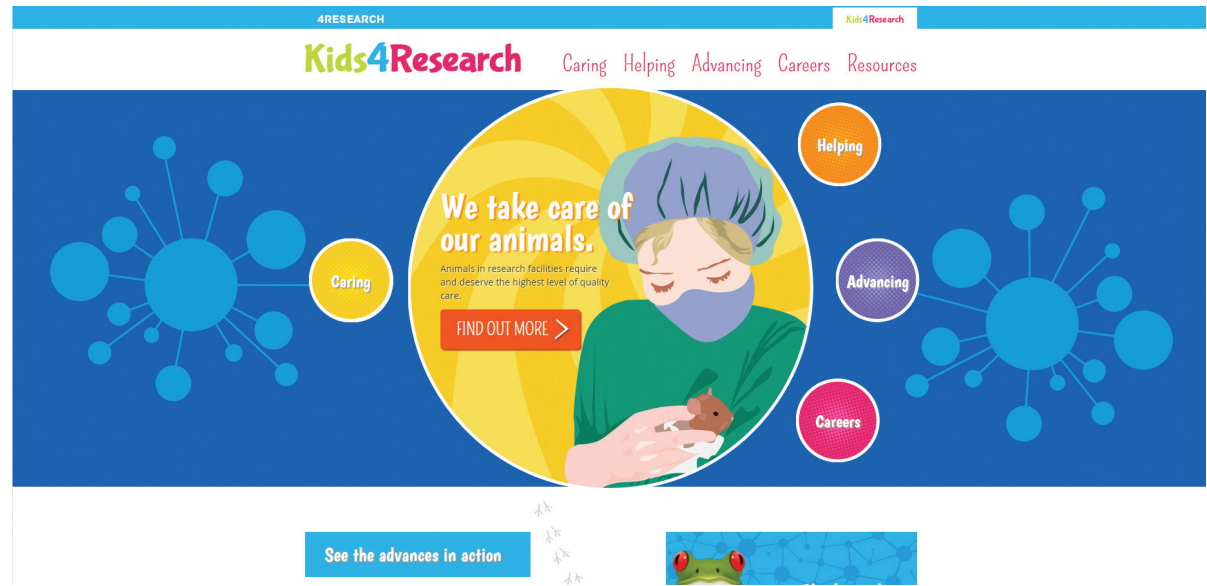 4RESEARCH
Kids4Research
Kids4Research
Caring Helping Advancing Careers Resources
Helping
We take care of
our animals.
Animals in research facilities require
and deserve the highest level of quality
care.
FIND OUT MORE
Caring
Advancing
Careers
See the advances in action